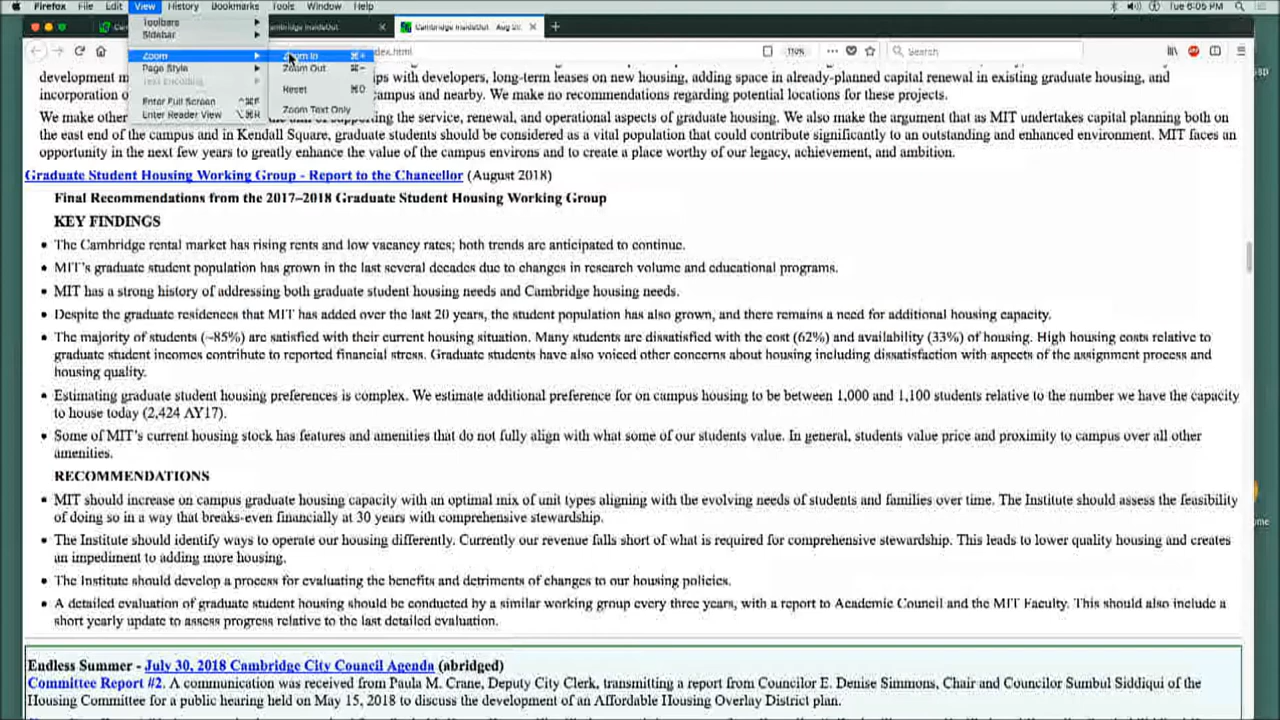 Firefox File Edit View History Bookmarks Tools Window Help Tue 6:05 PM
Toolbars
Sidebar
Zoom
Page Style
Text Encoding
Enter Full Screen ^⌘F
Enter Reader View ⌥⌘R
Zoom In ⌘+
Zoom Out ⌘−
Reset ⌘0
Zoom Text Only
Cambridge InsideOut
Cambridge InsideOut Aug
dex.html
110%
Search
development m
ps with developers, long-term leases on new housing, adding space in already-planned capital renewal in existing graduate housing, and
incorporation o
ampus and nearby. We make no recommendations regarding potential locations for these projects.
We make other
supporting the service, renewal, and operational aspects of graduate housing. We also make the argument that as MIT undertakes capital planning both on
the east end of the campus and in Kendall Square, graduate students should be considered as a vital population that could contribute significantly to an outstanding and enhanced environment. MIT faces an
opportunity in the next few years to greatly enhance the value of the campus environs and to create a place worthy of our legacy, achievement, and ambition.
Graduate Student Housing Working Group - Report to the Chancellor (August 2018)
Final Recommendations from the 2017–2018 Graduate Student Housing Working Group
KEY FINDINGS
• The Cambridge rental market has rising rents and low vacancy rates; both trends are anticipated to continue.
• MIT's graduate student population has grown in the last several decades due to changes in research volume and educational programs.
• MIT has a strong history of addressing both graduate student housing needs and Cambridge housing needs.
• Despite the graduate residences that MIT has added over the last 20 years, the student population has also grown, and there remains a need for additional housing capacity.
• The majority of students (~85%) are satisfied with their current housing situation. Many students are dissatisfied with the cost (62%) and availability (33%) of housing. High housing costs relative to
graduate student incomes contribute to reported financial stress. Graduate students have also voiced other concerns about housing including dissatisfaction with aspects of the assignment process and
housing quality.
• Estimating graduate student housing preferences is complex. We estimate additional preference for on campus housing to be between 1,000 and 1,100 students relative to the number we have the capacity
to house today (2,424 AY17).
• Some of MIT's current housing stock has features and amenities that do not fully align with what some of our students value. In general, students value price and proximity to campus over all other
amenities.
RECOMMENDATIONS
• MIT should increase on campus graduate housing capacity with an optimal mix of unit types aligning with the evolving needs of students and families over time. The Institute should assess the feasibility
of doing so in a way that breaks-even financially at 30 years with comprehensive stewardship.
• The Institute should identify ways to operate our housing differently. Currently our revenue falls short of what is required for comprehensive stewardship. This leads to lower quality housing and creates
an impediment to adding more housing.
• The Institute should develop a process for evaluating the benefits and detriments of changes to our housing policies.
• A detailed evaluation of graduate student housing should be conducted by a similar working group every three years, with a report to Academic Council and the MIT Faculty. This should also include a
short yearly update to assess progress relative to the last detailed evaluation.
Endless Summer - July 30, 2018 Cambridge City Council Agenda (abridged)
Committee Report #2. A communication was received from Paula M. Crane, Deputy City Clerk, transmitting a report from Councilor E. Denise Simmons, Chair and Councilor Sumbul Siddiqui of the
Housing Committee for a public hearing held on May 15, 2018 to discuss the development of an Affordable Housing Overlay District plan.